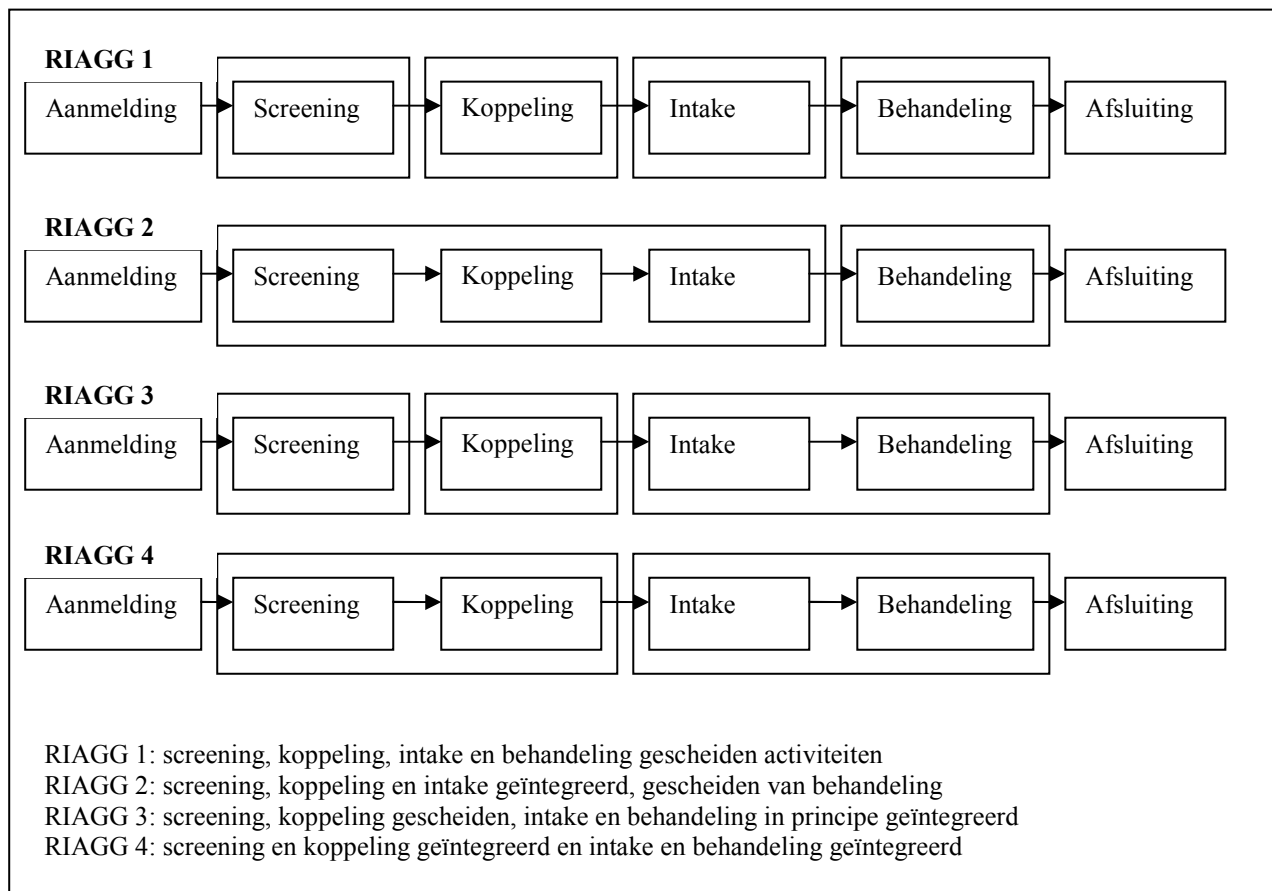 RIAGG 1
Aanmelding Screening Koppeling Intake Behandeling Afsluiting
RIAGG 2
Aanmelding Screening Koppeling Intake Behandeling Afsluiting
RIAGG 3
Aanmelding Screening Koppeling Intake Behandeling Afsluiting
RIAGG 4
Aanmelding Screening Koppeling Intake Behandeling Afsluiting
RIAGG 1: screening, koppeling, intake en behandeling gescheiden activiteiten
RIAGG 2: screening, koppeling en intake geïntegreerd, gescheiden van behandeling
RIAGG 3: screening, koppeling gescheiden, intake en behandeling in principe geïntegreerd
RIAGG 4: screening en koppeling geïntegreerd en intake en behandeling geïntegreerd